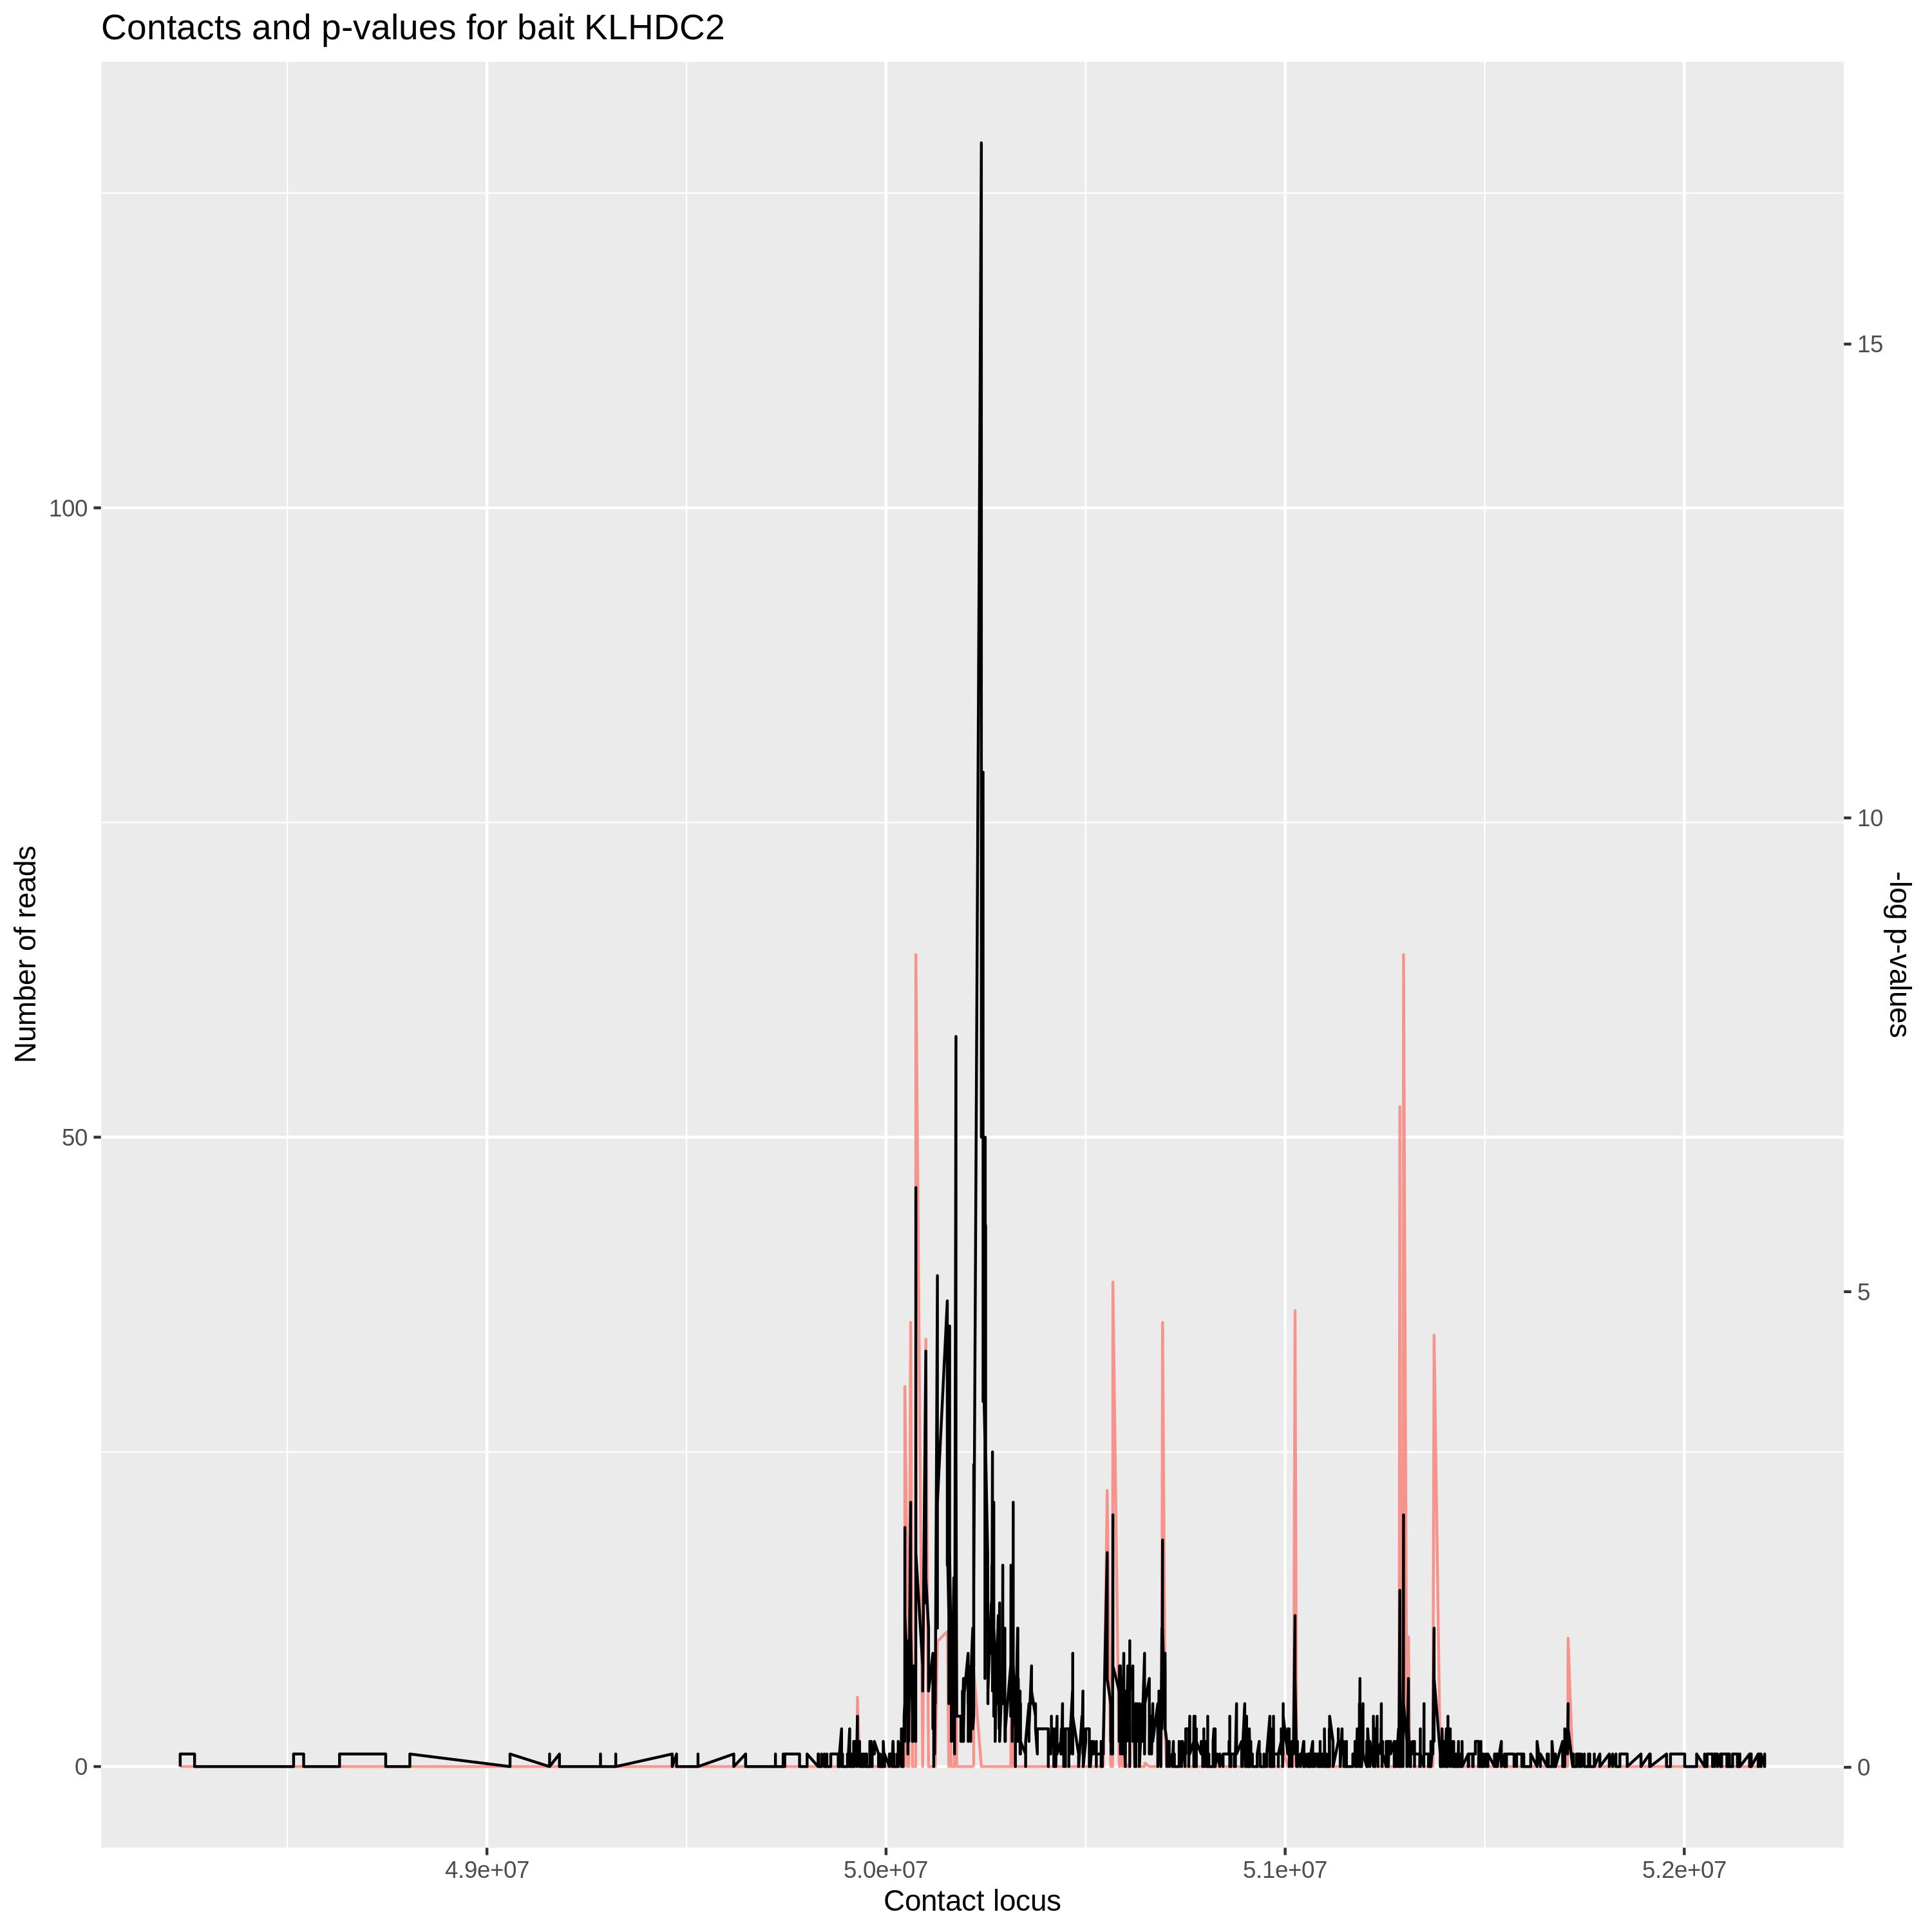 Contacts and p-values for bait KLHDC2
Number of reads
100
50
0
15
10
5
0
-log p-values
4.9e+07
5.0e+07
5.1e+07
5.2e+07
Contact locus